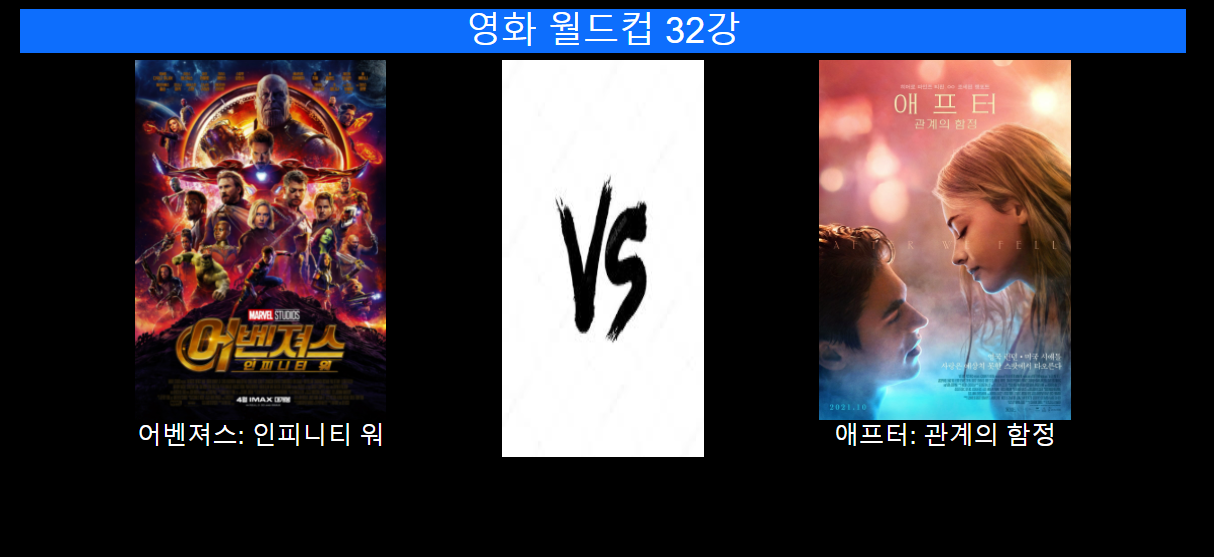 영화 월드컵 32강
MARVEL STUDIOS
어벤져스
인피니티 워
4월 IMAX 대개봉
어벤져스: 인피니티 워
VS
애 프 터
관계의 함정
AFTER WE FELL
2021.10
애프터: 관계의 함정